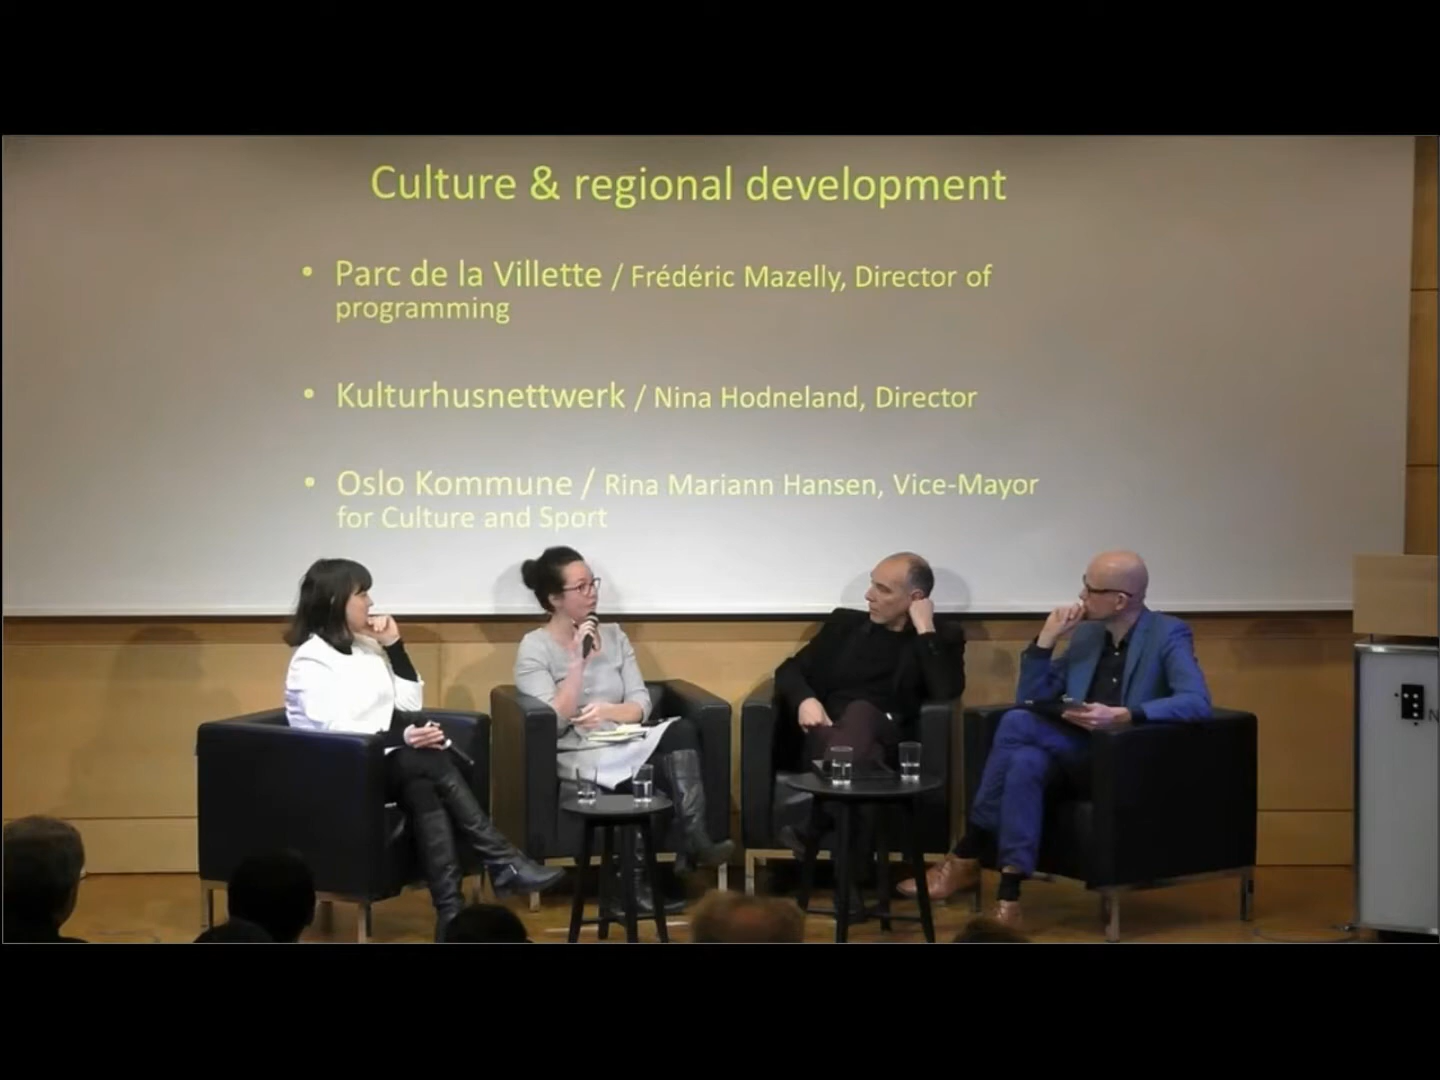 Culture & regional development
• Parc de la Villette / Frédéric Mazelly, Director of
programming
• Kulturhusnettwerk / Nina Hodneland, Director
• Oslo Kommune / Rina Mariann Hansen, Vice-Mayor
for Culture and Sport
N